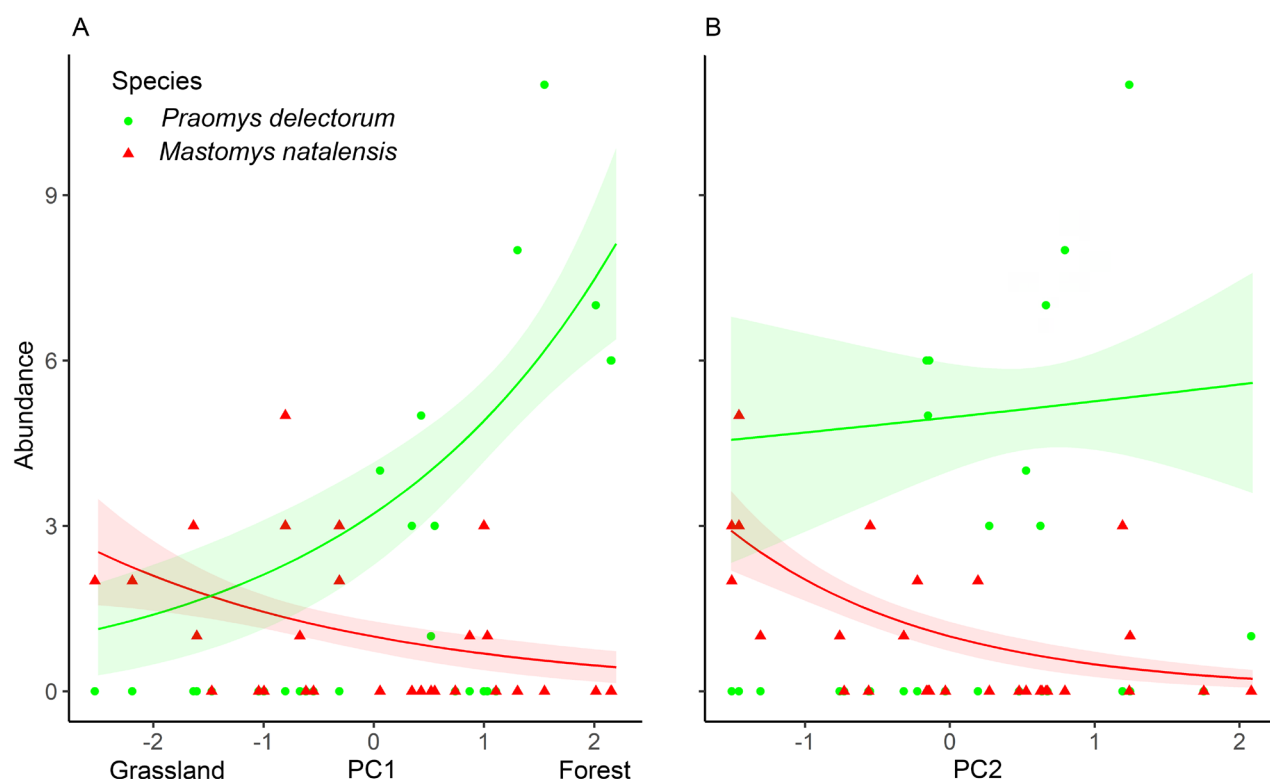 A
B
Species
Praomys delectorum
Mastomys natalensis
Abundance
9
6
3
0
-2 -1 0 1 2
-1 0 1 2
Grassland PC1 Forest
PC2